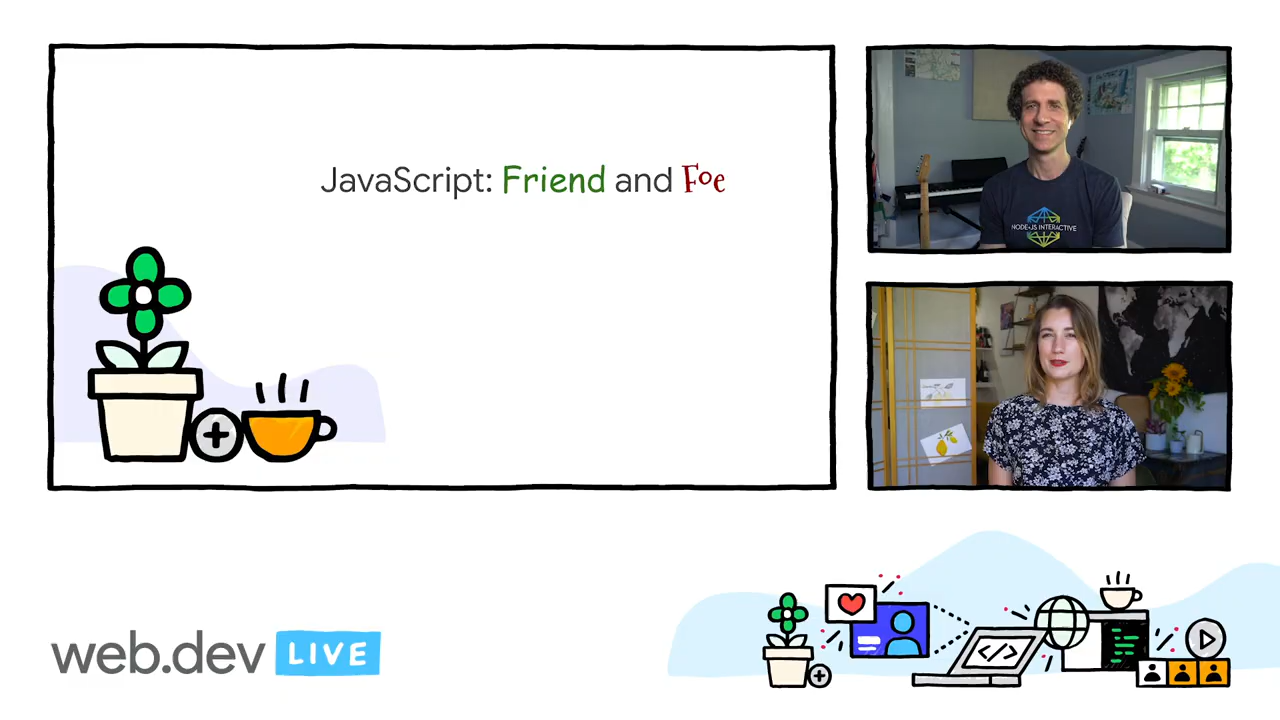 JavaScript: Friend and Foe
NODE+JS INTERACTIVE
web.dev LIVE
</>